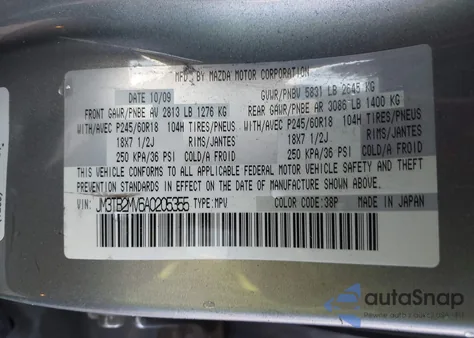 MFD BY MAZDA MOTOR CORPORATION
DATE 10/09 GVWR/PNBV 5831 LB 2645 KG
FRONT GAWR/PNBE AV 2813 LB 1276 KG REAR GAWR/PNBE AR 3086 LB 1400 KG
WITH/AVEC P245/60R18 104H TIRES/PNEUS WITH/AVEC P245/60R18 104H TIRES/PNEUS
18X7 1/2J RIMS/JANTES 18X7 1/2J RIMS/JANTES
250 KPA/36 PSI COLD/A FROID 250 KPA/36 PSI COLD/A FROID
THIS VEHICLE CONFORMS TO ALL APPLICABLE FEDERAL MOTOR VEHICLE SAFETY AND THEFT
PREVENTION STANDARDS IN EFFECT ON THE DATE OF MANUFACTURE SHOWN ABOVE.
VIN: JM3TB2MV6A0205355 TYPE:MPV COLOR CODE:38P MADE IN JAPAN
autoSnap